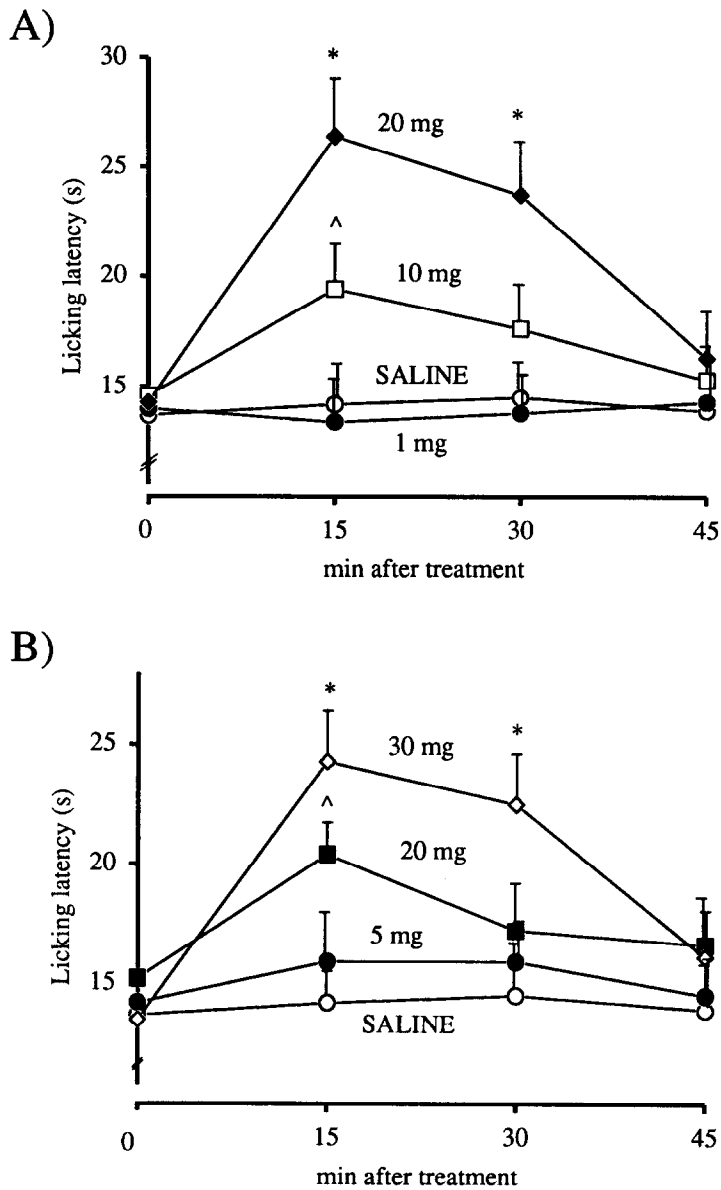 A)
30
25
20
15
Licking latency (s)
*
*
20 mg
^
10 mg
SALINE
1 mg
0 15 30 45
min after treatment
B)
25
20
15
Licking latency (s)
*
*
30 mg
^
20 mg
5 mg
SALINE
0 15 30 45
min after treatment